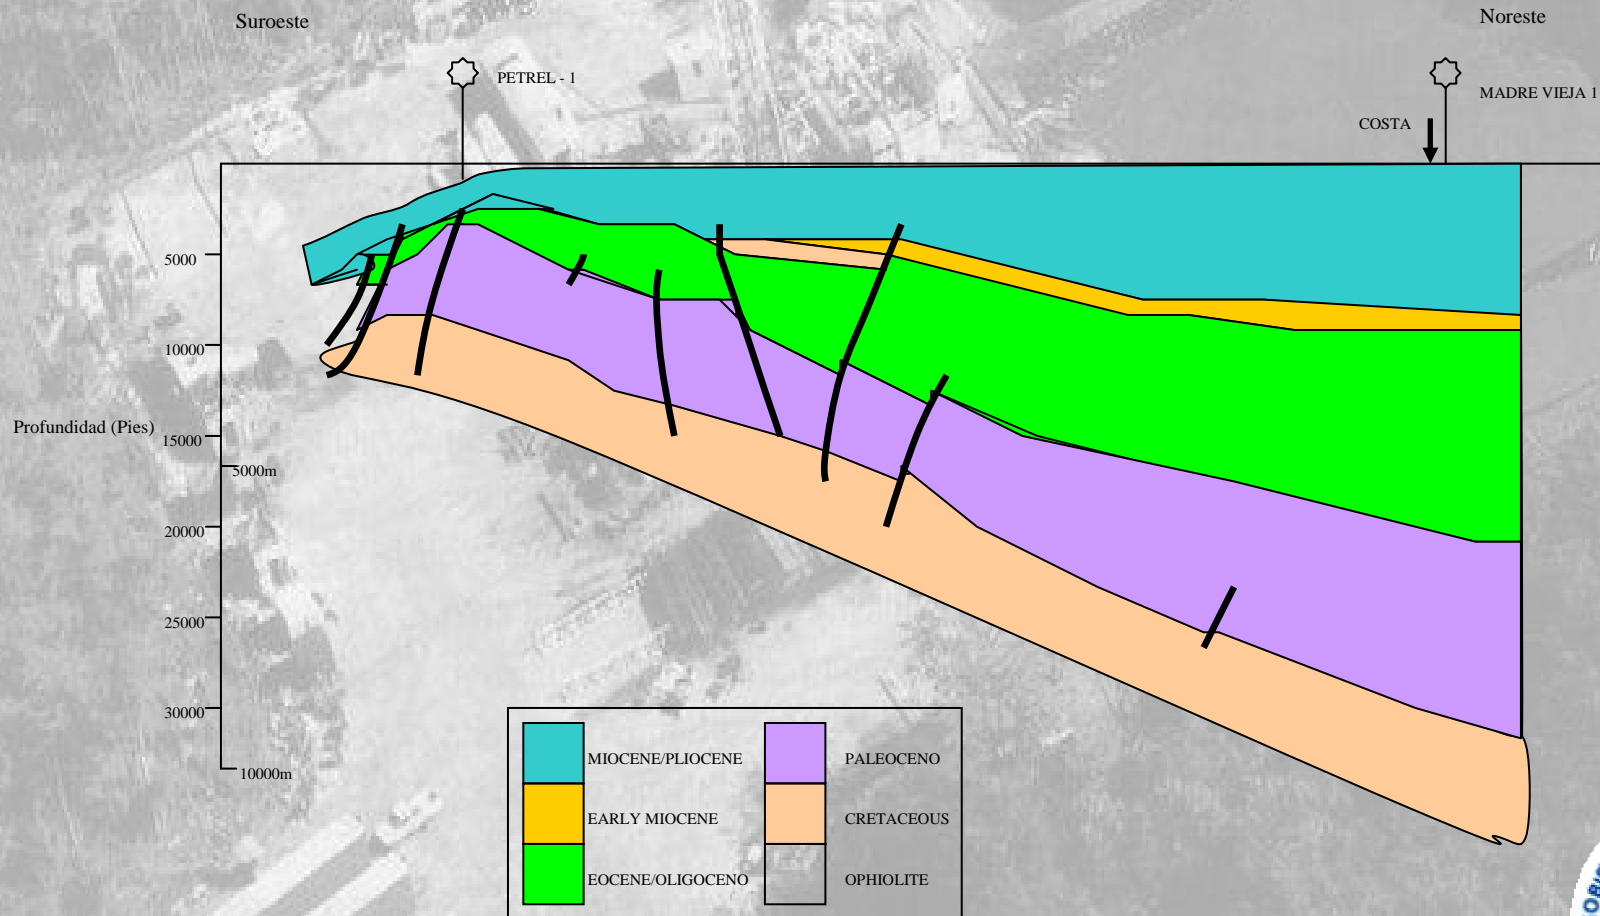 Suroeste
Noreste
PETREL - 1
MADRE VIEJA 1
COSTA
5000
10000
Profundidad (Pies)
15000
5000m
20000
25000
30000
10000m
MIOCENE/PLIOCENE
PALEOCENO
EARLY MIOCENE
CRETACEOUS
EOCENE/OLIGOCENO
OPHIOLITE